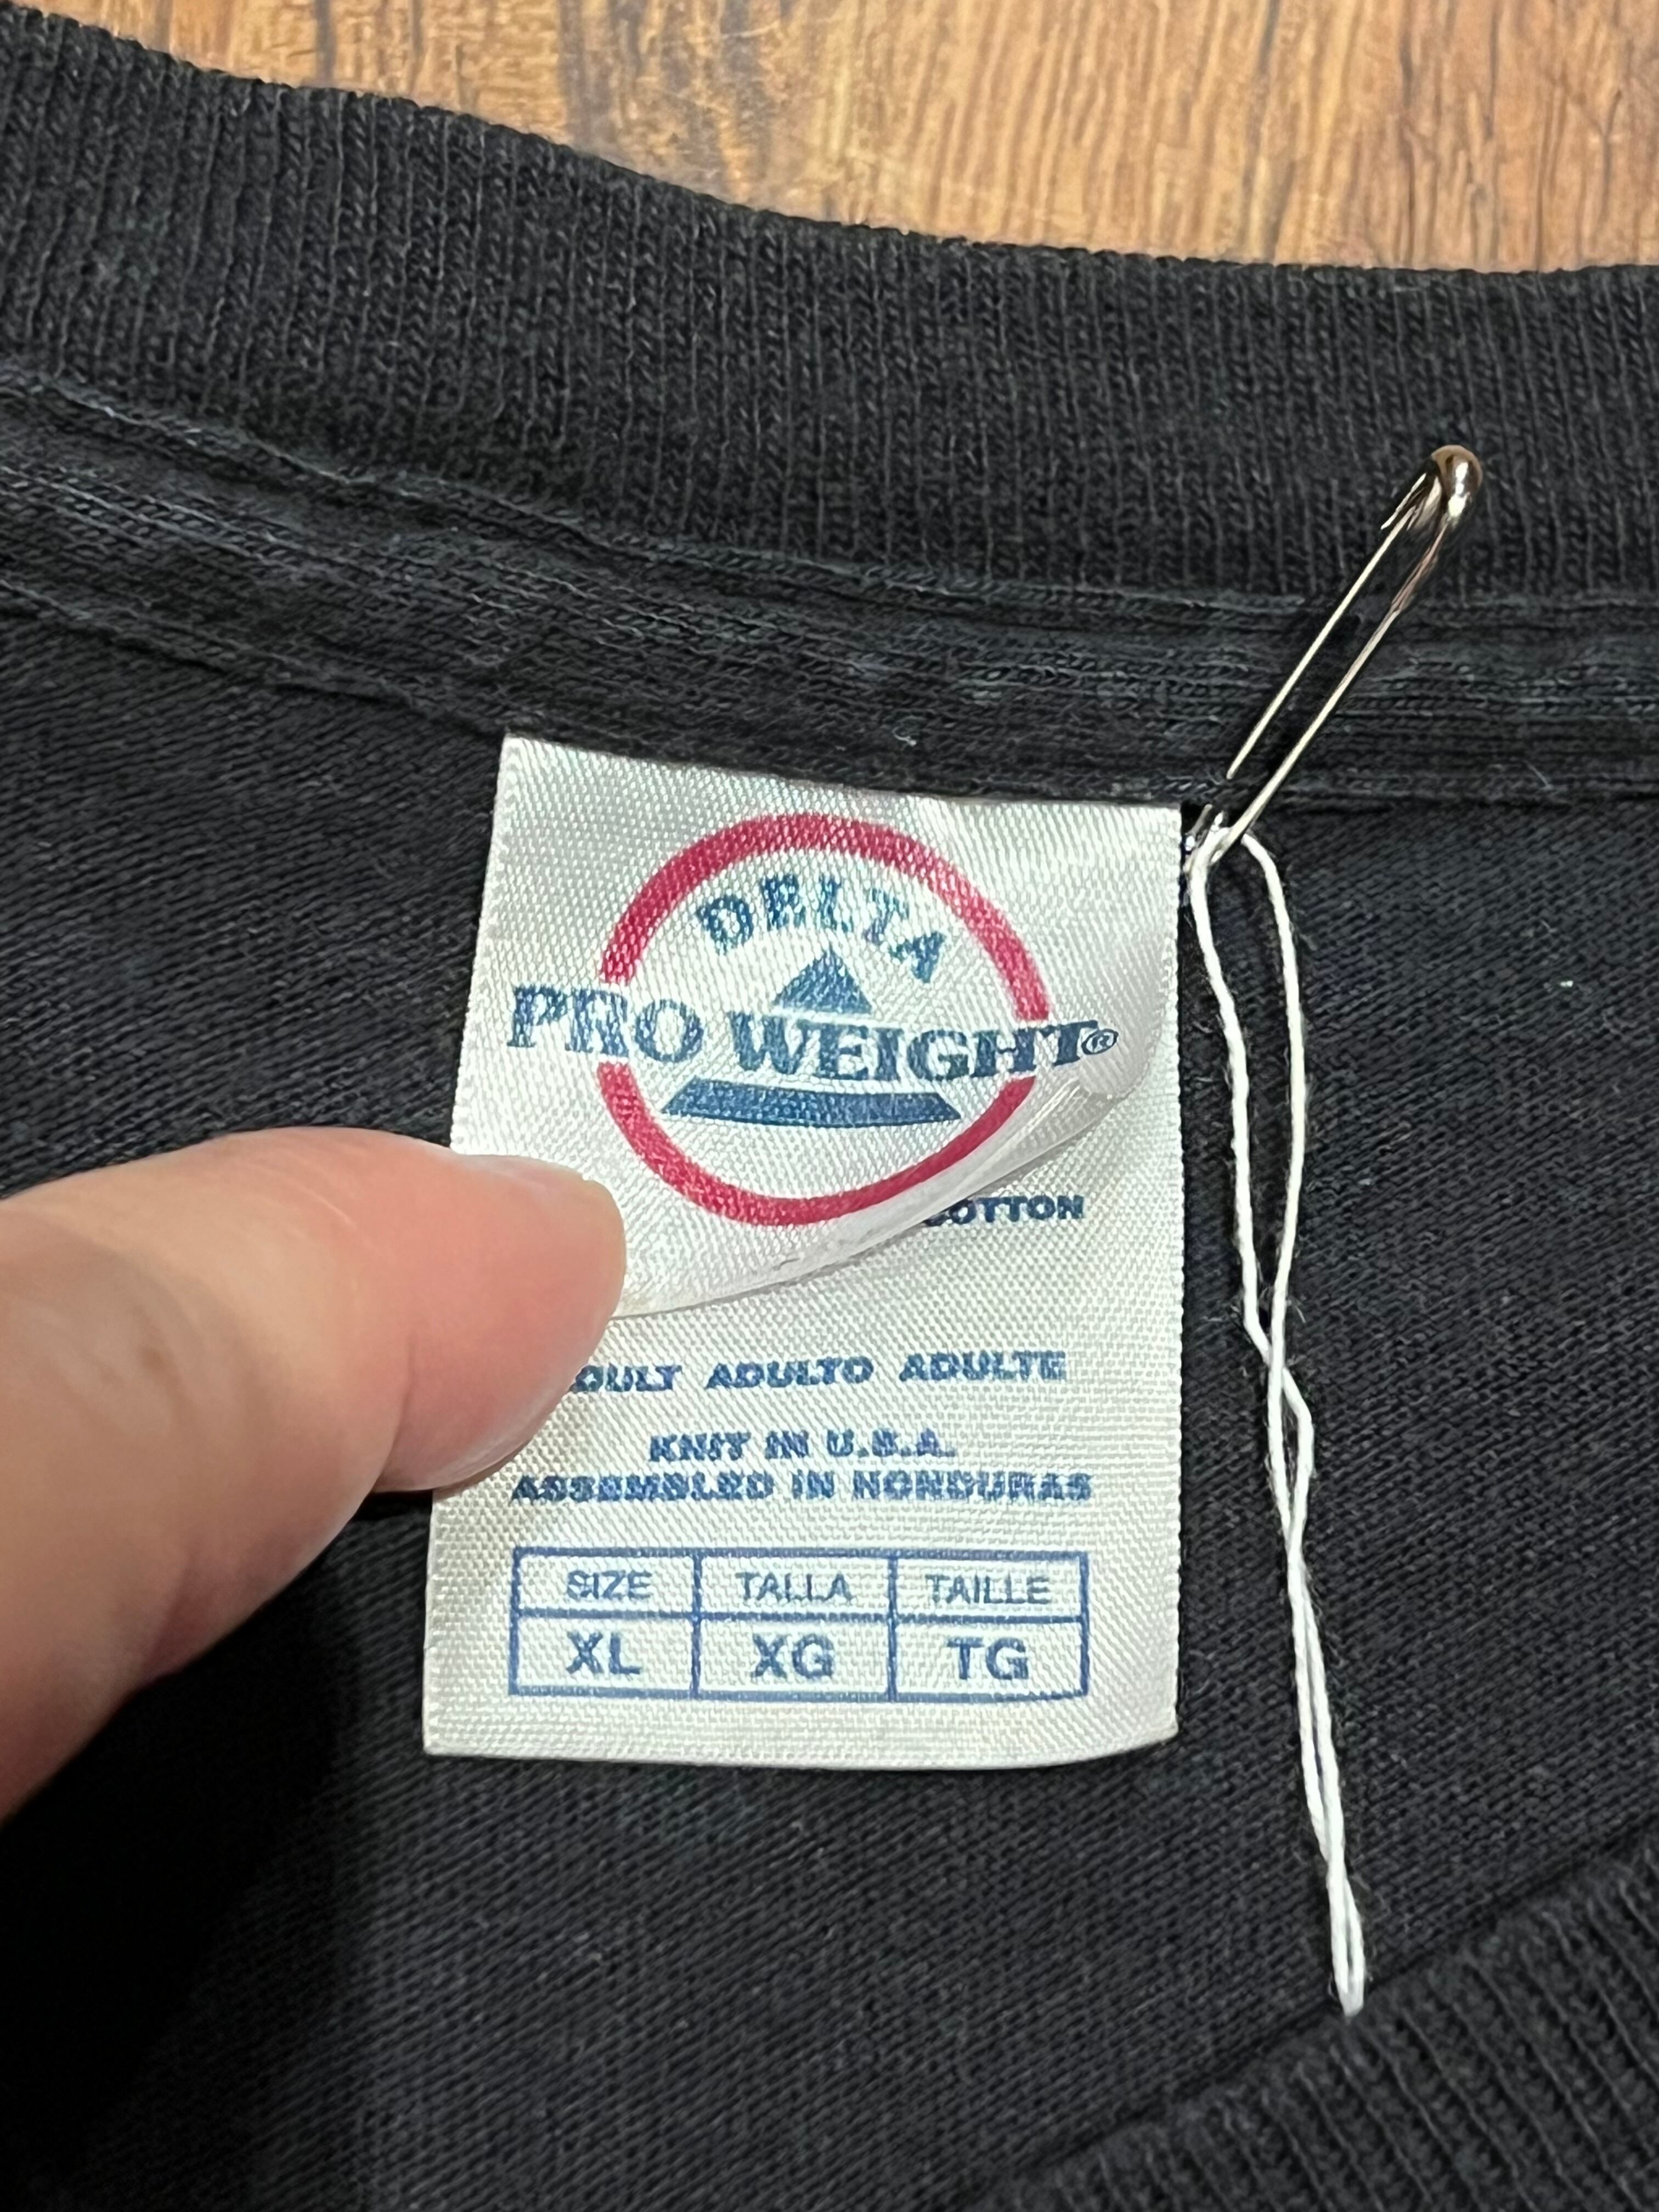 DELTA
PRO WEIGHT®
COTTON
ADULT ADULTO ADULTE
KNIT IN U.S.A.
ASSEMBLED IN HONDURAS
SIZE TALLA TAILLE
XL XG TG